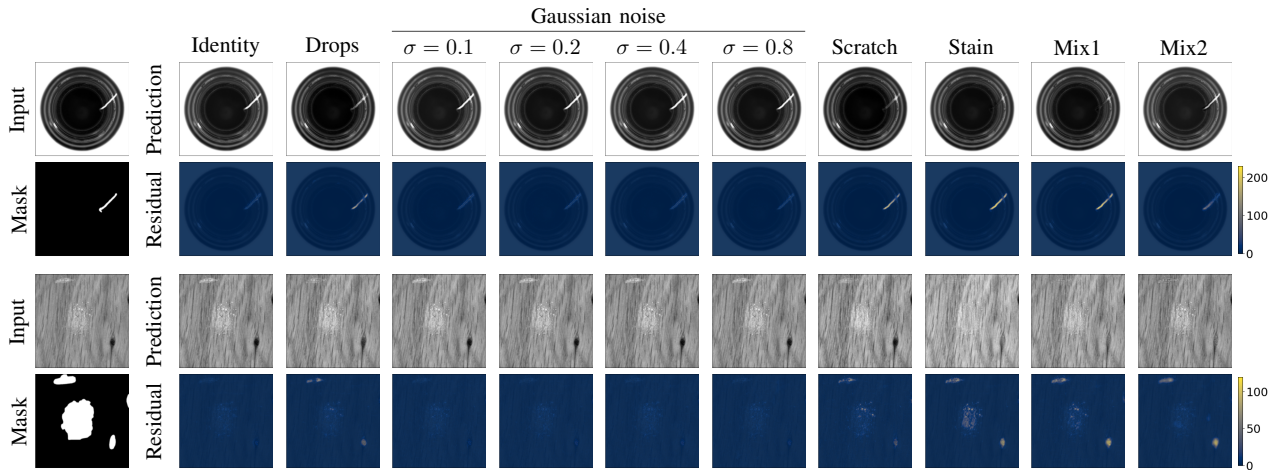 Gaussian noise
Identity Drops σ = 0.1 σ = 0.2 σ = 0.4 σ = 0.8 Scratch Stain Mix1 Mix2
Input Prediction
Mask Residual
200
100
0
Input Prediction
Mask Residual
100
50
0